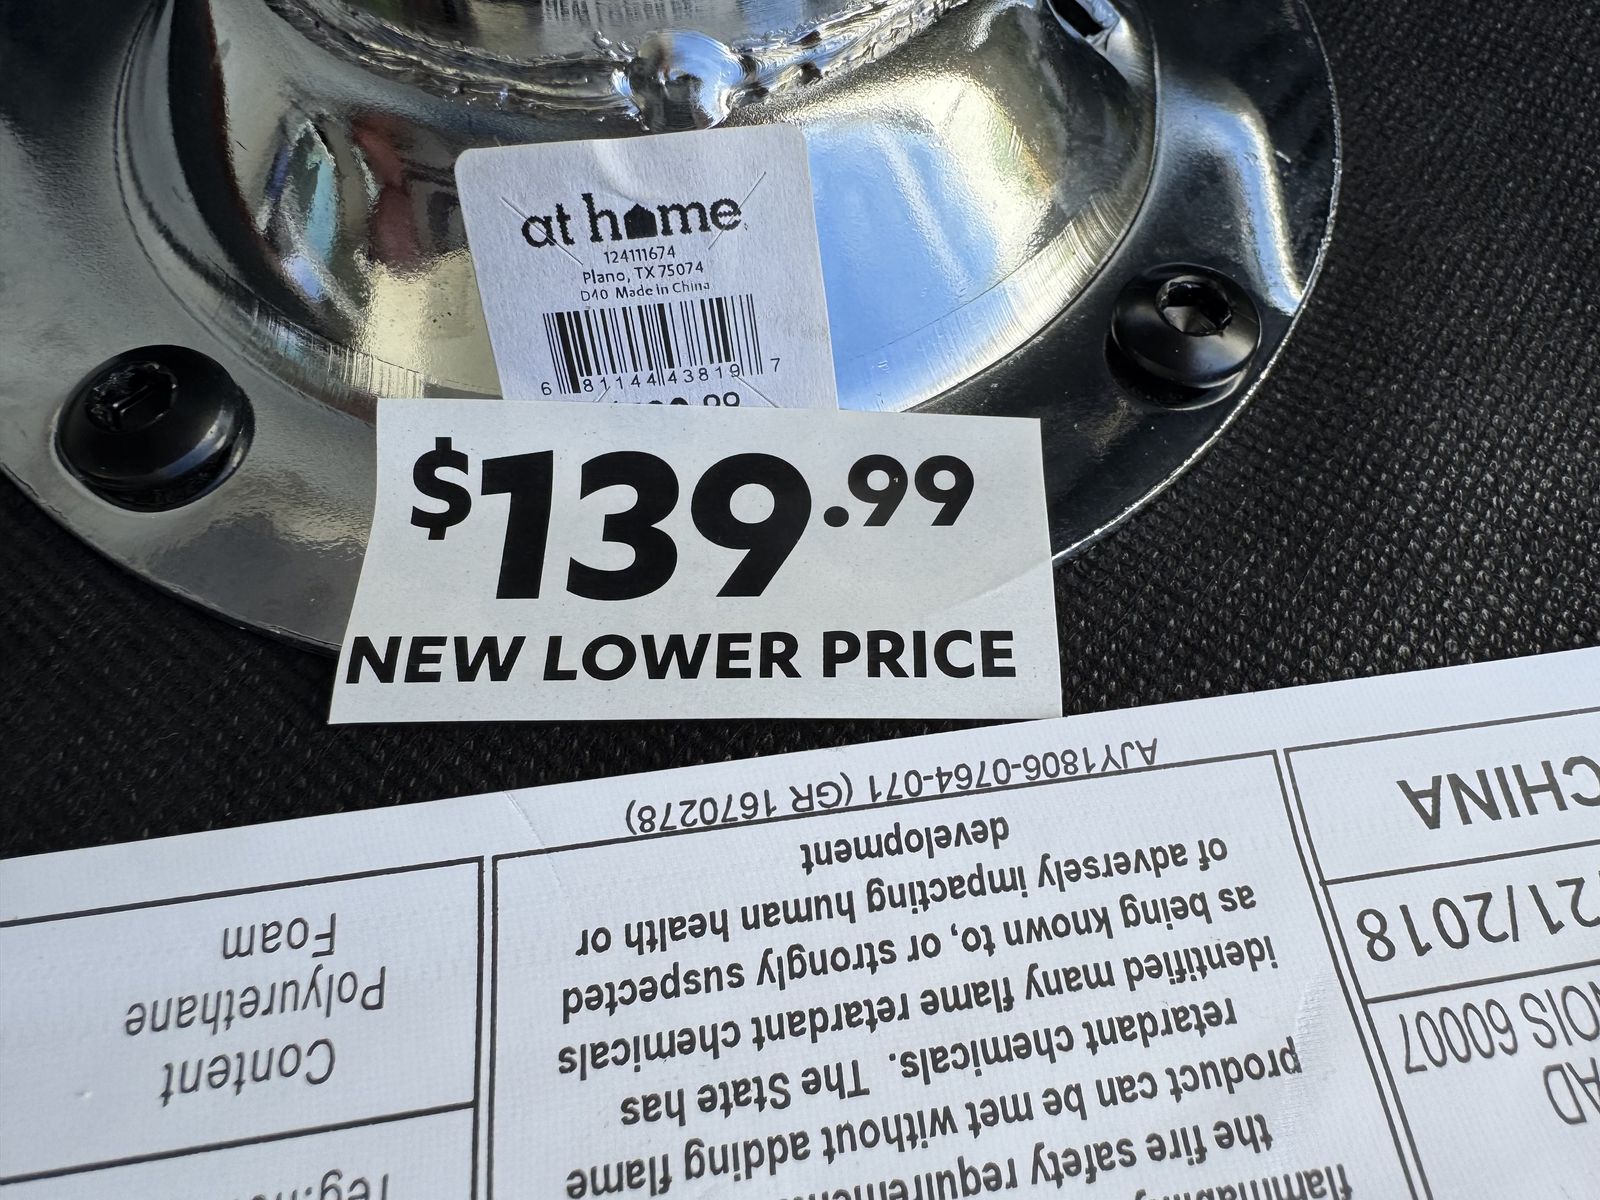 at home
124111674
Plano, TX 75074
D40 Made in China
6 81144 43819 7
.99
$139.99
NEW LOWER PRICE
flammability
the fire safety
product can be met without adding flame
retardant chemicals. The State has
identified many flame retardant chemicals
as being known to, or strongly suspected
of adversely impacting human health or
development
AJY1806-0764-071 (GR 1670278)
Content
Polyurethane
Foam
60007
21/2018
CHINA